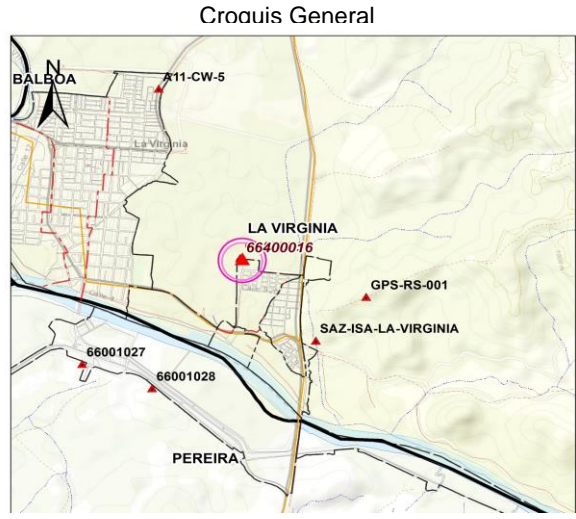 Croquis General
N
BALBOA
A11-CW-5
La Virginia
LA VIRGINIA
66400016
GPS-RS-001
SAZ-ISA-LA-VIRGINIA
66001027
66001028
PEREIRA